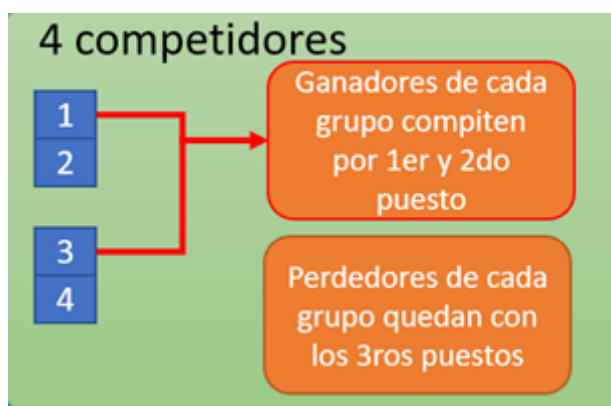 4 competidores
1
2
3
4
Ganadores de cada
grupo compiten
por 1er y 2do
puesto
Perdedores de cada
grupo quedan con
los 3ros puestos